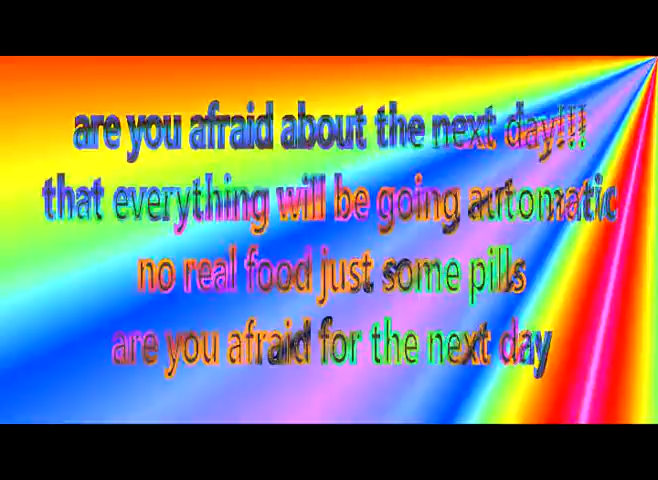 are you afraid about the next day!!!
that everything will be going automatic
no real food just some pills
are you afraid for the next day